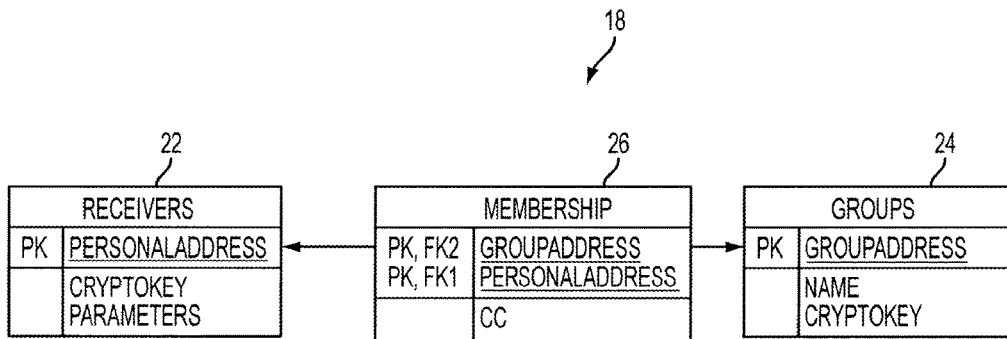 18
22
26
24
RECEIVERS
PK PERSONALADDRESS
CRYPTOKEY
PARAMETERS
MEMBERSHIP
PK, FK2 GROUPADDRESS
PK, FK1 PERSONALADDRESS
CC
GROUPS
PK GROUPADDRESS
NAME
CRYPTOKEY